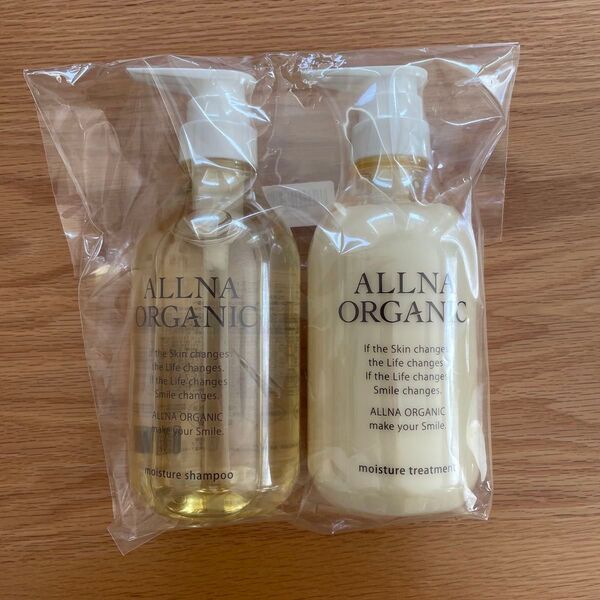 ALLNA
ORGANIC
If the Skin changes
the Life changes.
If the Life changes
Smile changes.
ALLNA ORGANIC
make your Smile.
moisture shampoo
ALLNA
ORGANIC
If the Skin changes
the Life changes.
If the Life changes
Smile changes.
ALLNA ORGANIC
make your Smile.
moisture treatment